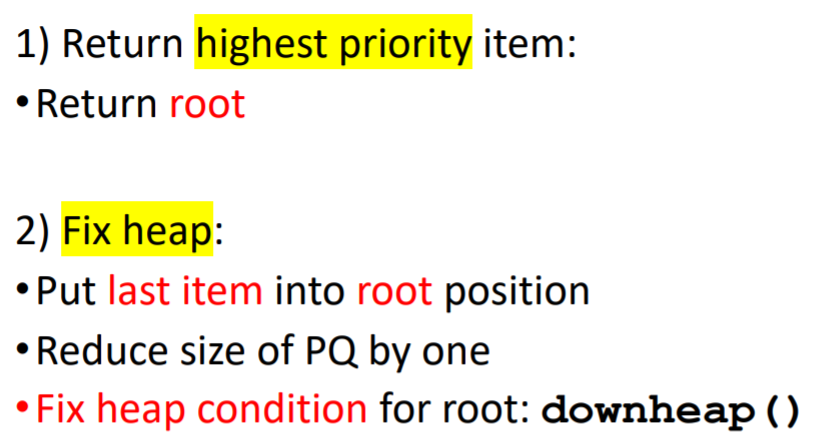 1) Return highest priority item:
•Return root
2) Fix heap:
•Put last item into root position
•Reduce size of PQ by one
•Fix heap condition for root: downheap()